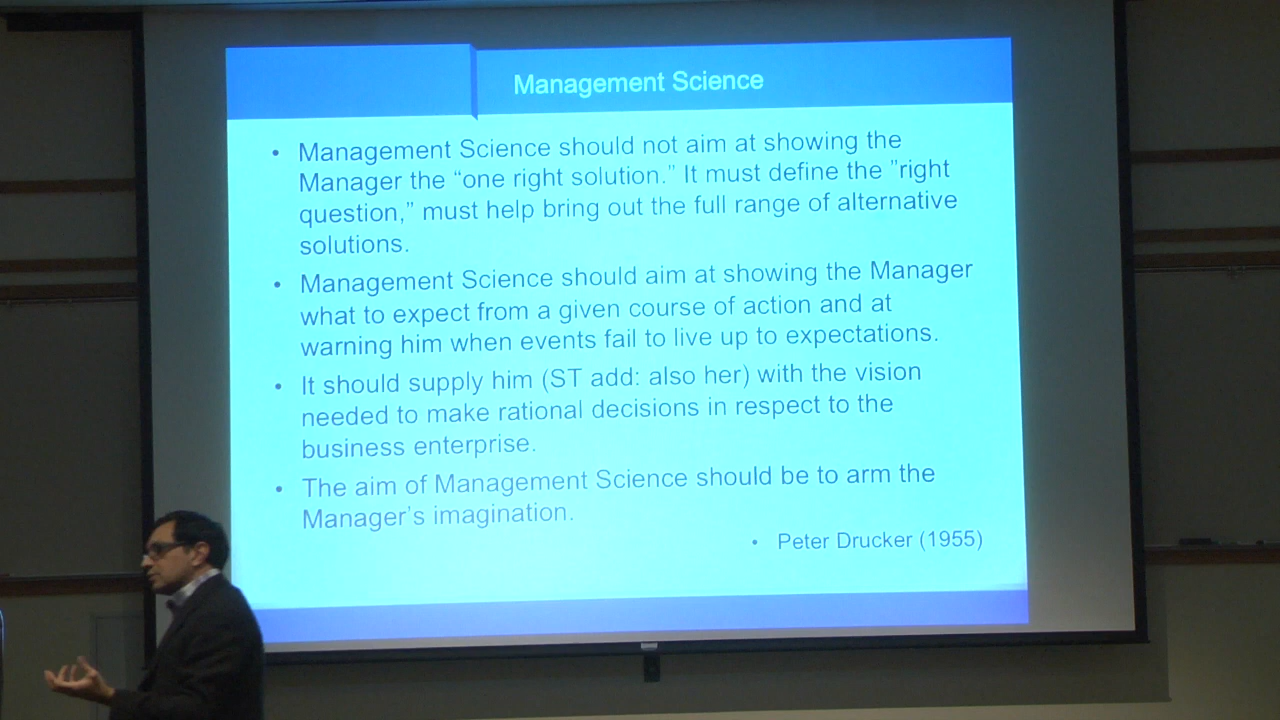 Management Science
• Management Science should not aim at showing the
Manager the “one right solution.” It must define the ”right
question,” must help bring out the full range of alternative
solutions.
• Management Science should aim at showing the Manager
what to expect from a given course of action and at
warning him when events fail to live up to expectations.
• It should supply him (ST add: also her) with the vision
needed to make rational decisions in respect to the
business enterprise.
• The aim of Management Science should be to arm the
Manager’s imagination.
• Peter Drucker (1955)